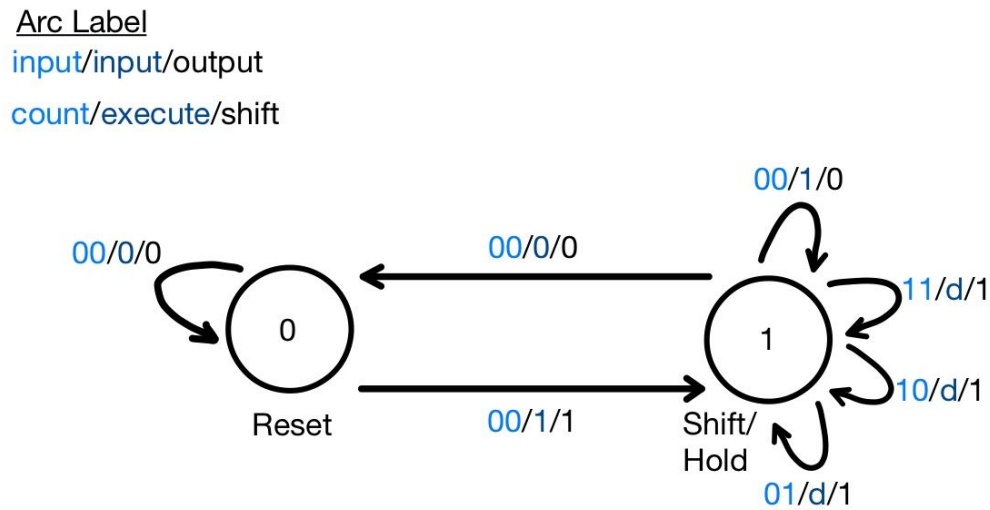 Arc Label
input/input/output
count/execute/shift
00/1/0
00/0/0
00/0/0
11/d/1
0
1
10/d/1
00/1/1
Reset
Shift/
Hold
01/d/1